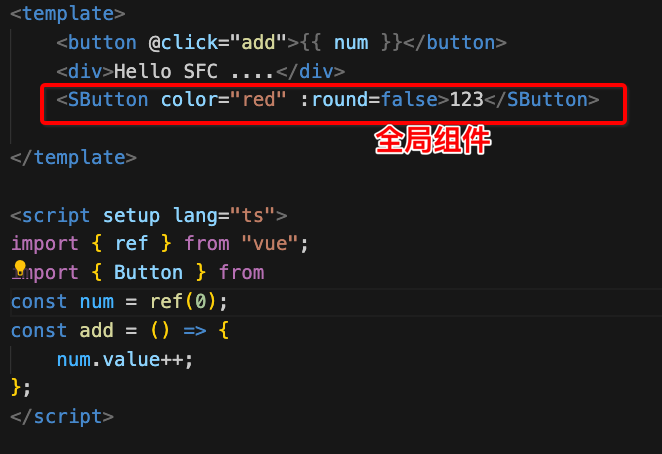 <template>
<button @click="add">{{ num }}</button>
<div>Hello SFC ....</div>
<SButton color="red" :round=false>123</SButton>
全局组件
</template>
<script setup lang="ts">
import { ref } from "vue";
import { Button } from
const num = ref(0);
const add = () => {
num.value++;
};
</script>